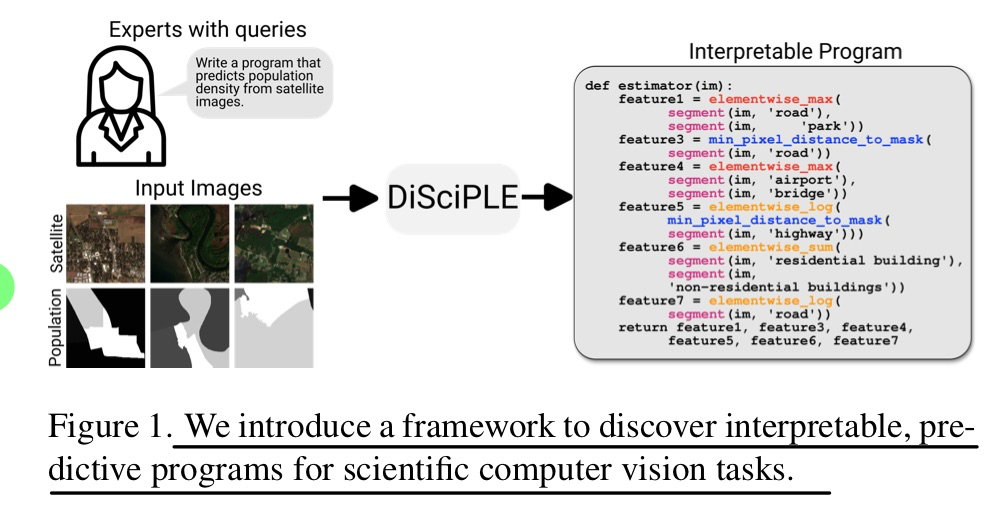 Experts with queries
Write a program that
predicts population
density from satellite
images.
Input Images
Satellite
Population
DiSciPLE
Interpretable Program
def estimator(im):
    feature1 = elementwise_max(
        segment(im, 'road'),
        segment(im,     'park'))
    feature3 = min_pixel_distance_to_mask(
        segment(im, 'road'))
    feature4 = elementwise_max(
        segment(im, 'airport'),
        segment(im, 'bridge'))
    feature5 = elementwise_log(
        min_pixel_distance_to_mask(
        segment(im, 'highway')))
    feature6 = elementwise_sum(
        segment(im, 'residential building'),
        segment(im,
        'non-residential buildings'))
    feature7 = elementwise_log(
        segment(im, 'road'))
    return feature1, feature3, feature4,
        feature5, feature6, feature7
Figure 1. We introduce a framework to discover interpretable, pre-
dictive programs for scientific computer vision tasks.